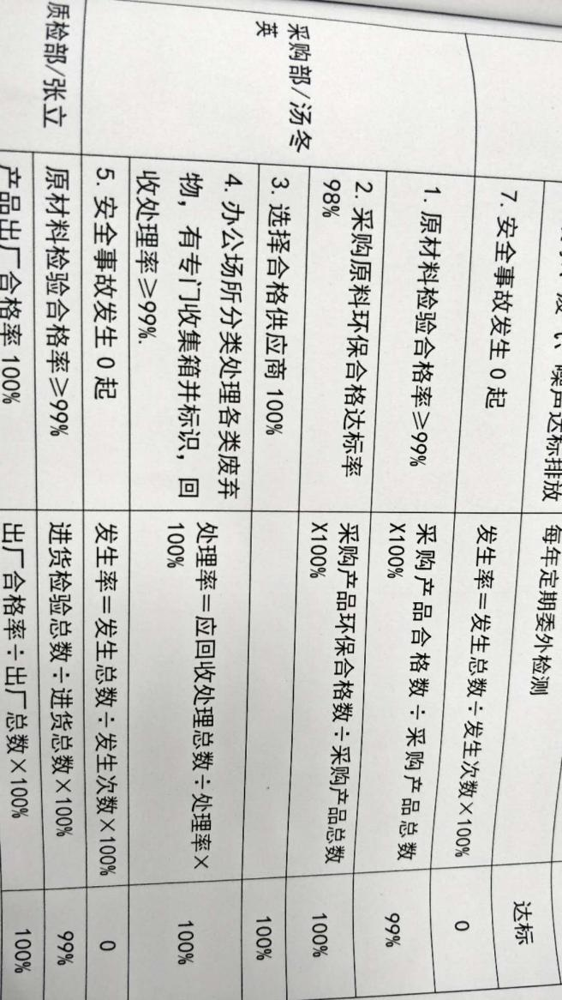 噪声达标排放
每年定期委外检测
达标
7. 安全事故发生 0 起
发生率＝发生总数÷发生次数×100%
0
采购部/汤冬
英
1. 原材料检验合格率≥99%
采购产品合格数÷采购产品总数
X100%
99%
2. 采购原料环保合格达标率
98%
采购产品环保合格数÷采购产品总数
X100%
100%
3. 选择合格供应商 100%
100%
4. 办公场所分类处理各类废弃
物，有专门收集箱并标识，回
收处理率≥99%.
处理率＝应回收处理总数÷处理率×
100%
100%
5. 安全事故发生 0 起
发生率＝发生总数÷发生次数×100%
0
质检部/张立
原材料检验合格率≥99%
进货检验总数÷进货总数×100%
99%
产品出厂合格率 100%
出厂合格率÷出厂总数×100%
100%